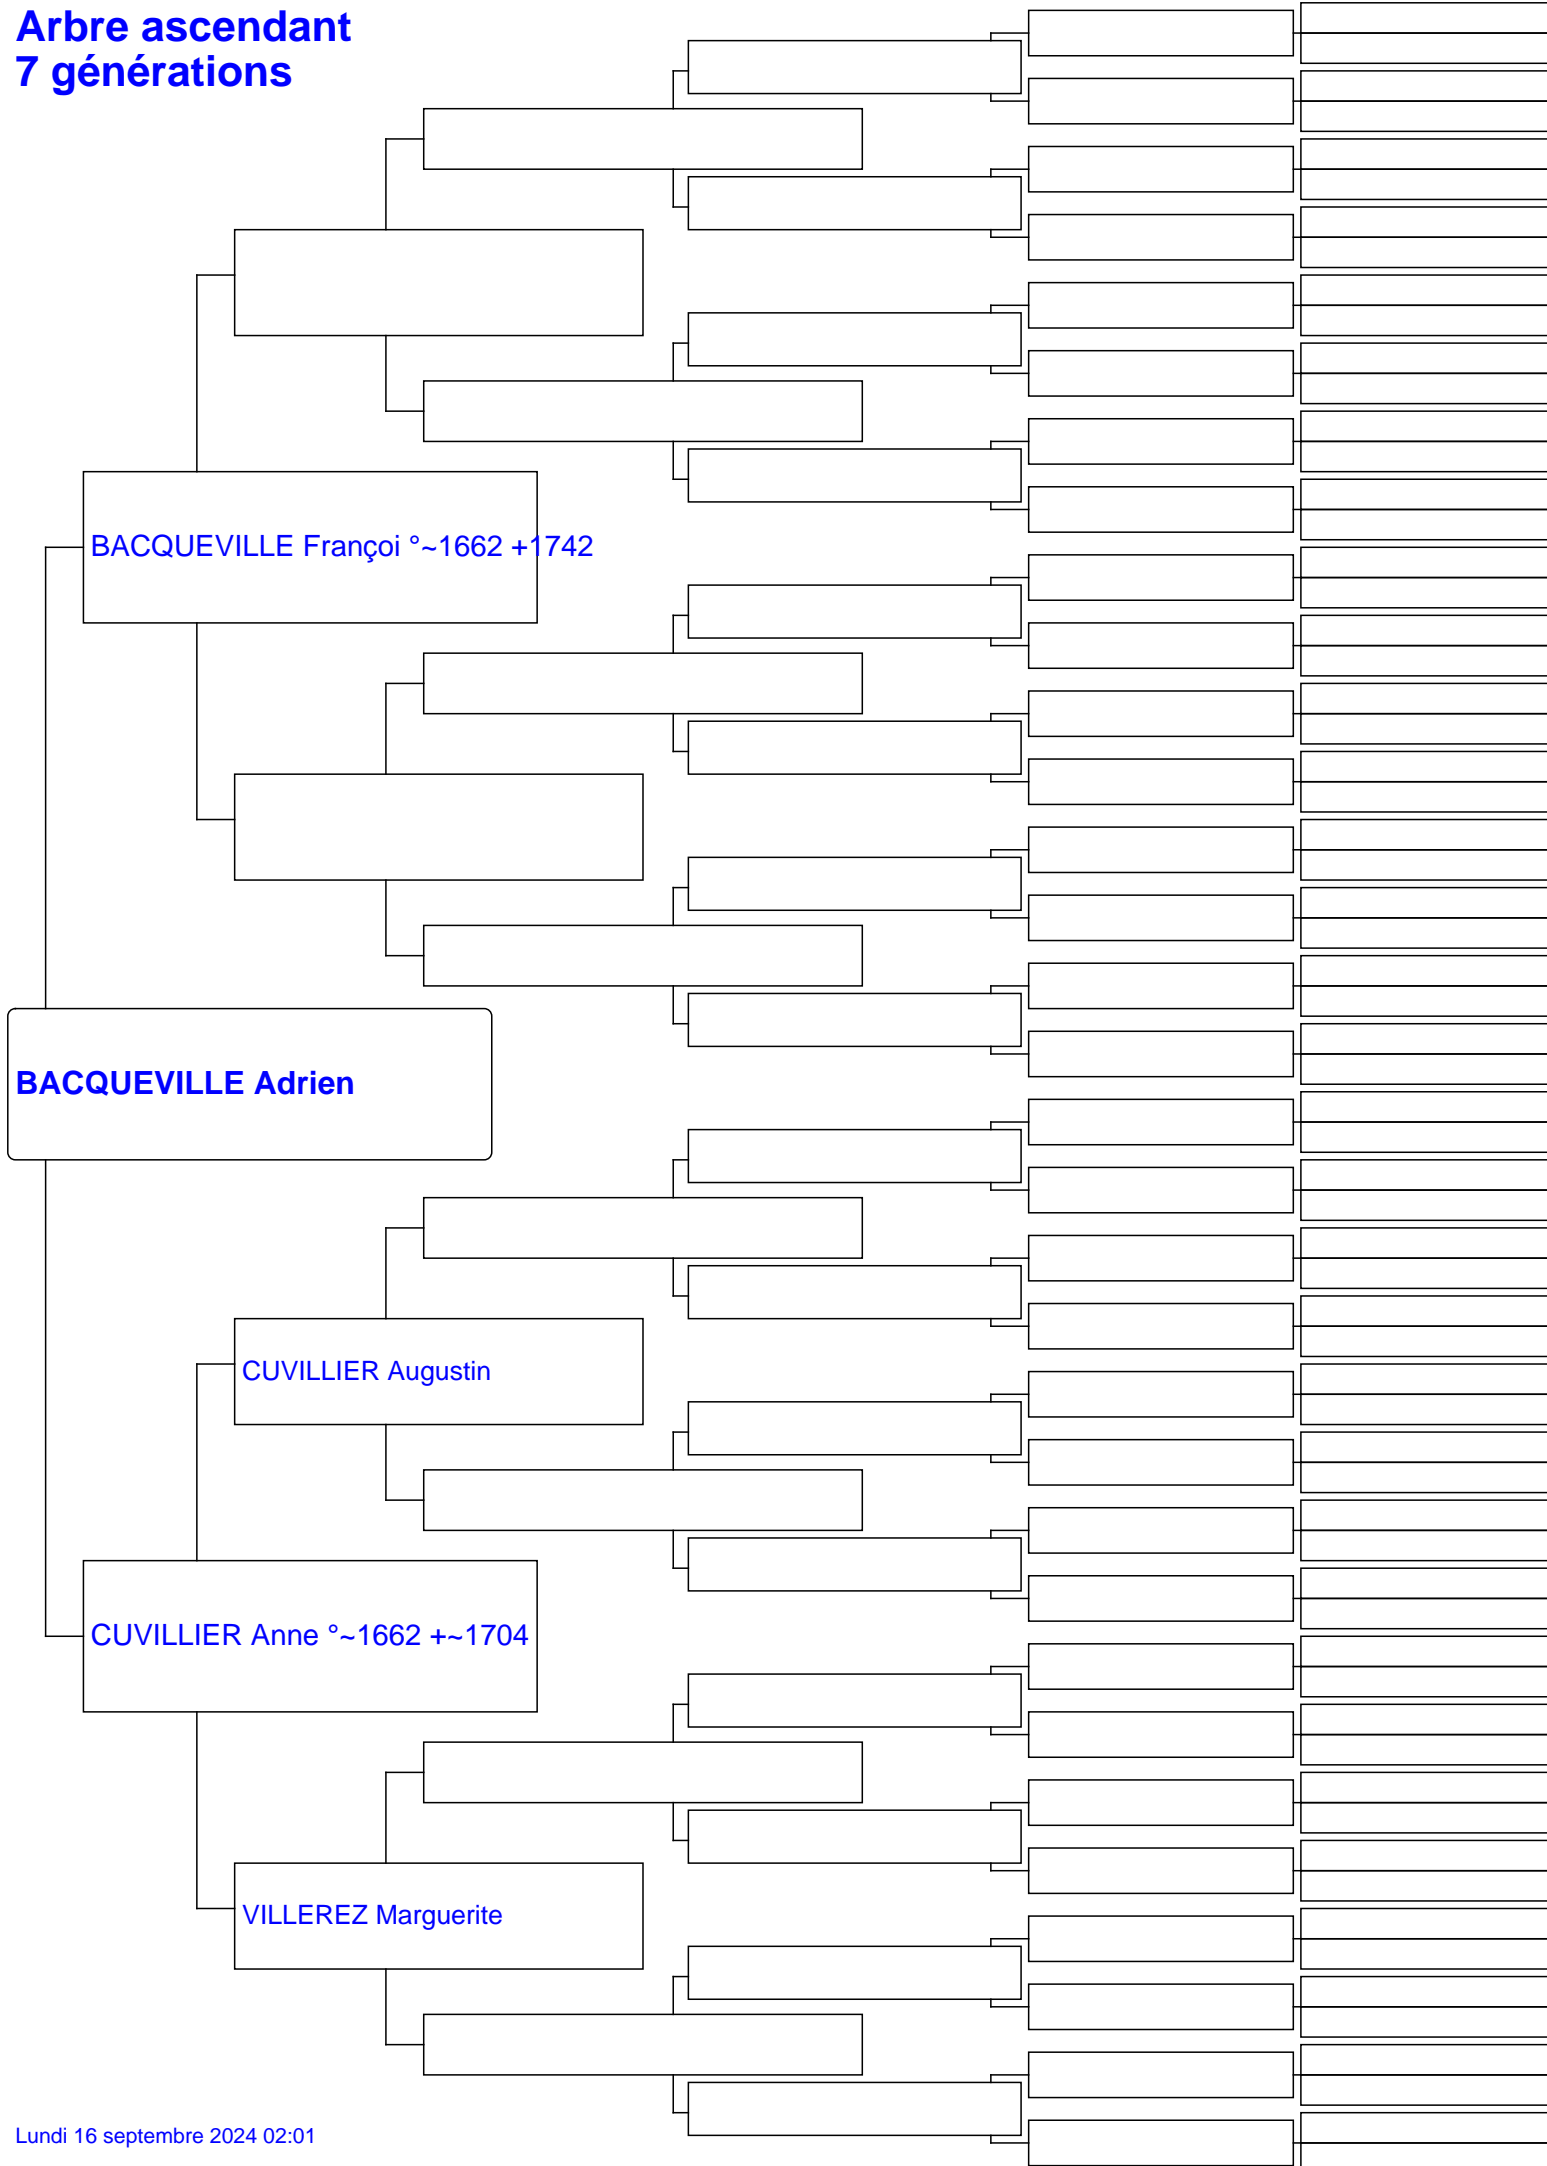 Arbre ascendant
7 générations
BACQUEVILLE Françoi °~1662 +1742
BACQUEVILLE Adrien
CUVILLIER Augustin
CUVILLIER Anne °~1662 +~1704
VILLEREZ Marguerite
Lundi 16 septembre 2024 02:01